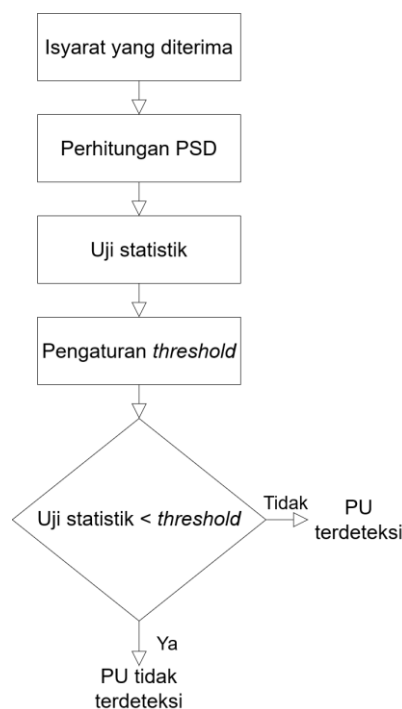 Isyarat yang diterima
Perhitungan PSD
Uji statistik
Pengaturan threshold
Uji statistik < threshold
Tidak
PU
terdeteksi
Ya
PU tidak
terdeteksi